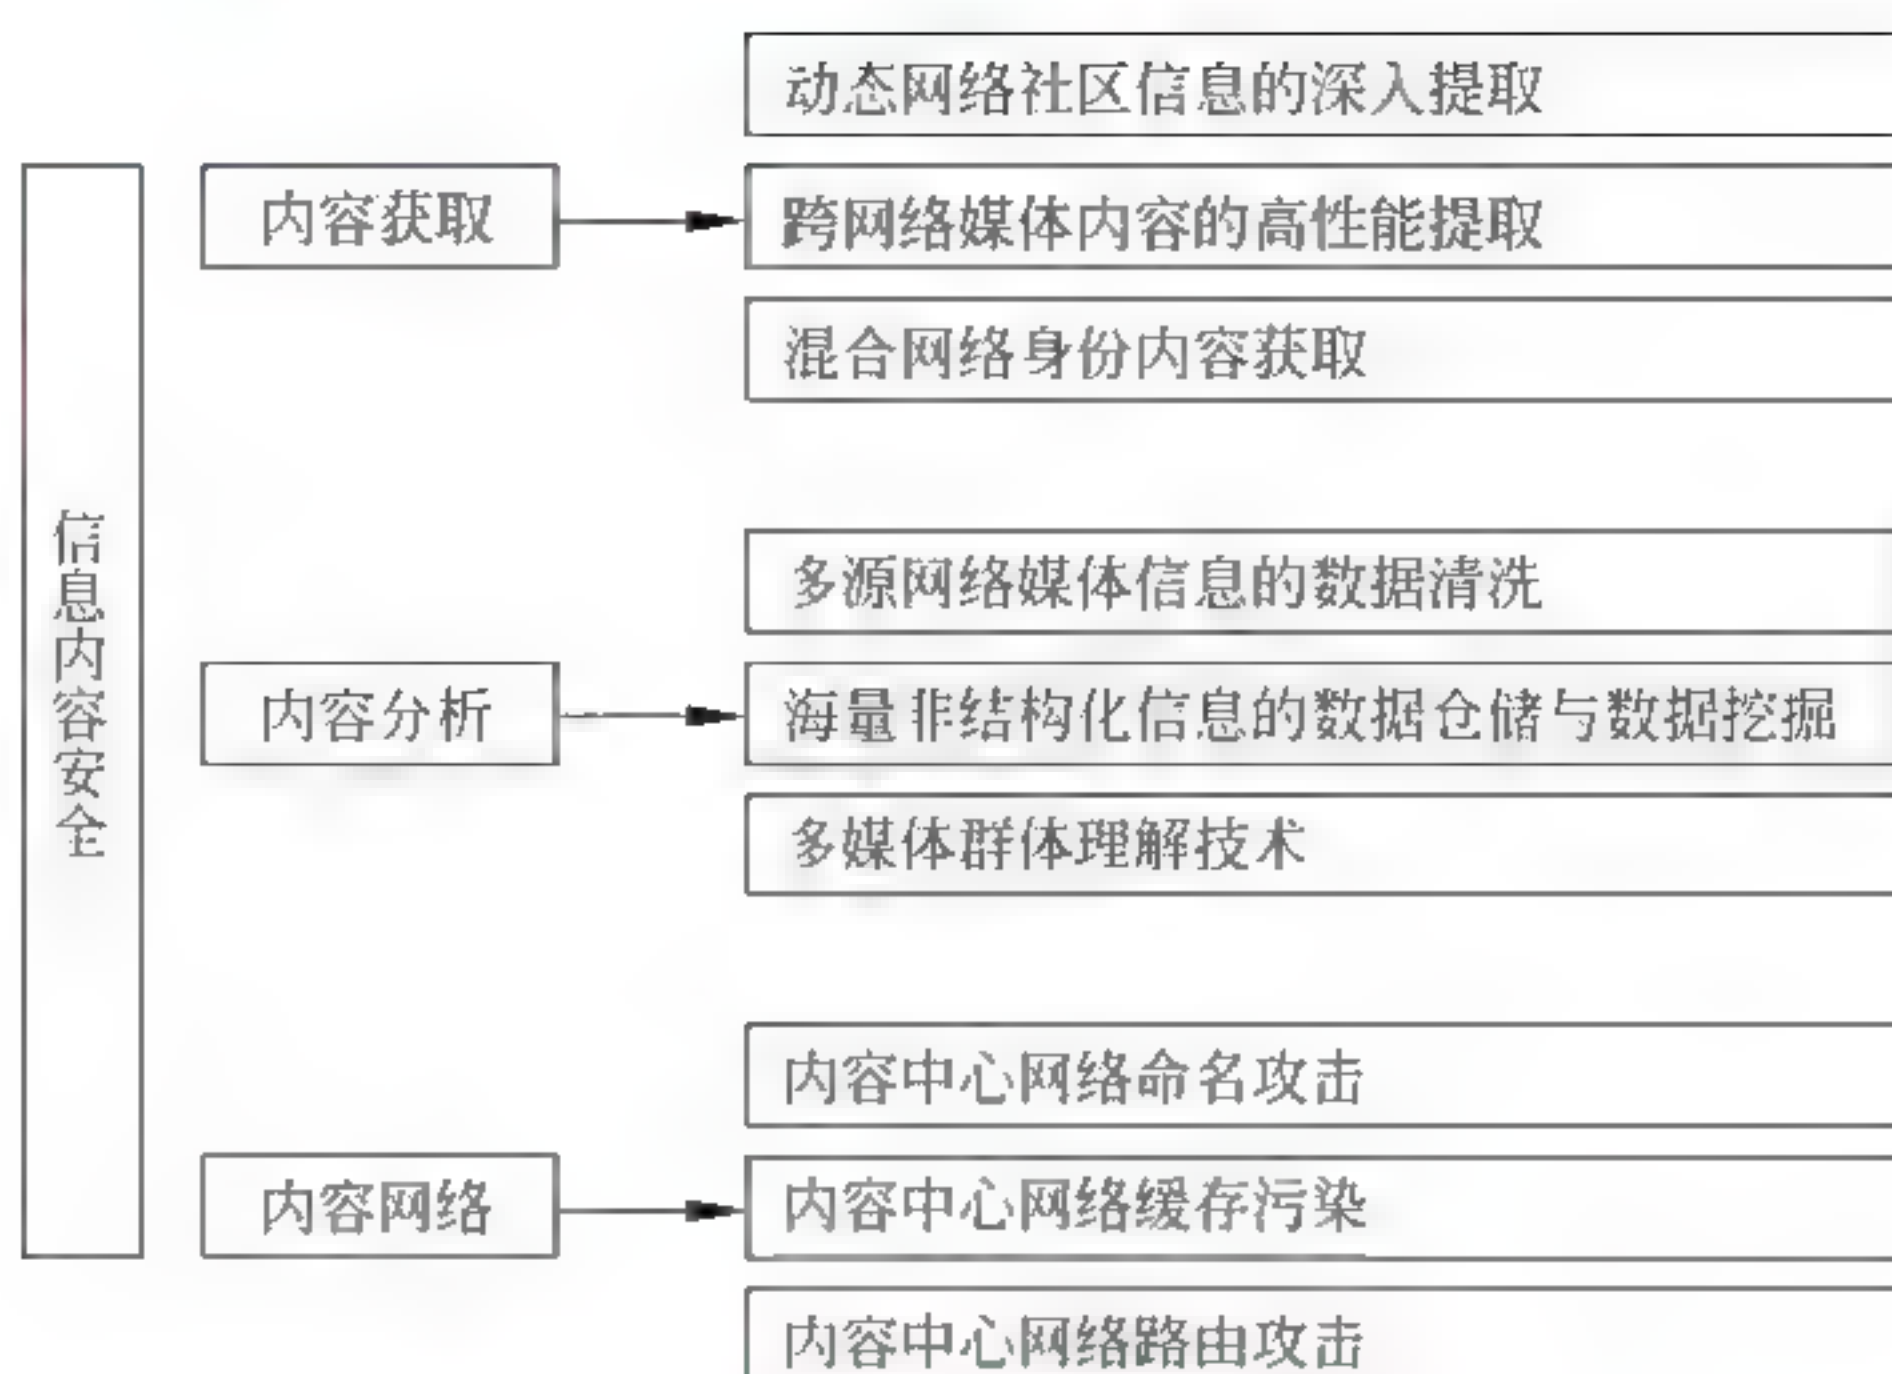 信息内容安全
内容获取
动态网络社区信息的深入提取
跨网络媒体内容的高性能提取
混合网络身份内容获取
内容分析
多源网络媒体信息的数据清洗
海量非结构化信息的数据仓储与数据挖掘
多媒体群体理解技术
内容网络
内容中心网络命名攻击
内容中心网络缓存污染
内容中心网络路由攻击